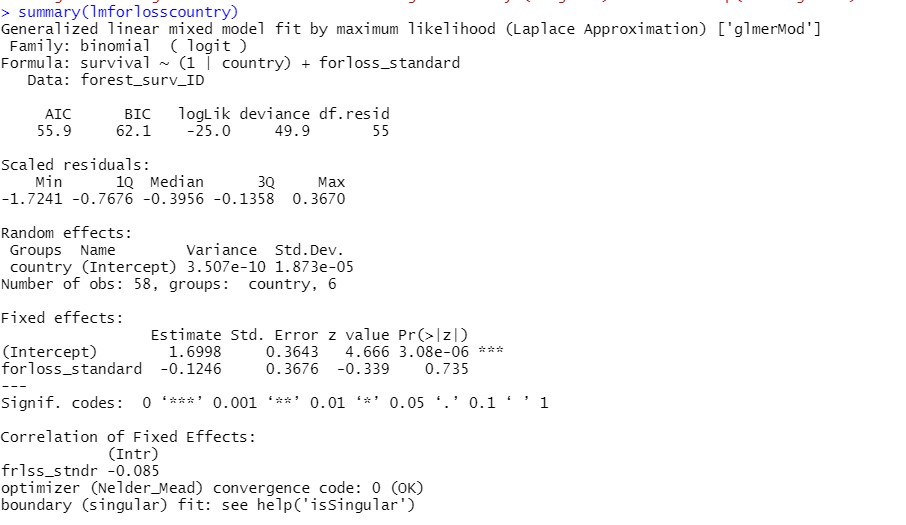 > summary(lmforlosscountry)
Generalized linear mixed model fit by maximum likelihood (Laplace Approximation) ['glmerMod']
 Family: binomial  ( logit )
Formula: survival ~ (1 | country) + forloss_standard
   Data: forest_surv_ID

     AIC      BIC   logLik deviance df.resid
    55.9     62.1    -25.0     49.9       55

Scaled residuals:
    Min      1Q  Median      3Q     Max
-1.7241 -0.7676 -0.3956 -0.1358  0.3670

Random effects:
 Groups  Name        Variance  Std.Dev.
 country (Intercept) 3.507e-10 1.873e-05
Number of obs: 58, groups:  country, 6

Fixed effects:
                 Estimate Std. Error z value Pr(>|z|)
(Intercept)        1.6998     0.3643   4.666 3.08e-06 ***
forloss_standard  -0.1246     0.3676  -0.339    0.735
---
Signif. codes:  0 ‘***’ 0.001 ‘**’ 0.01 ‘*’ 0.05 ‘.’ 0.1 ‘ ’ 1

Correlation of Fixed Effects:
            (Intr)
frlss_stndr -0.085
optimizer (Nelder_Mead) convergence code: 0 (OK)
boundary (singular) fit: see help('isSingular')